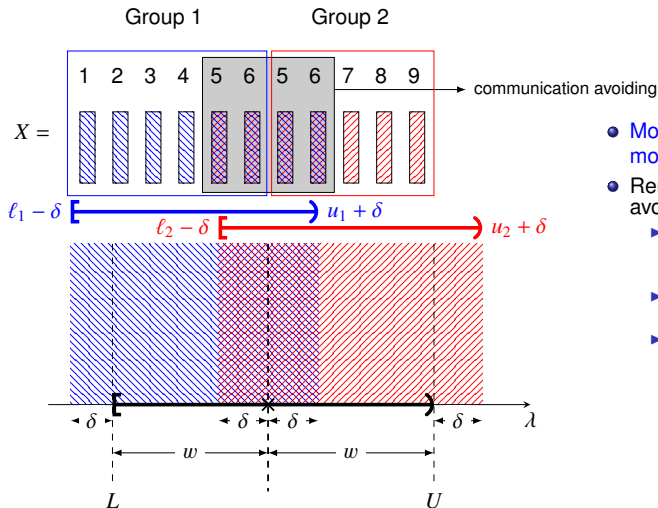 Group 1 Group 2
1 2 3 4 5 6 5 6 7 8 9
communication avoiding
X =
ℓ₁ − δ u₁ + δ
ℓ₂ − δ u₂ + δ
δ δ δ δ λ
w w
L U